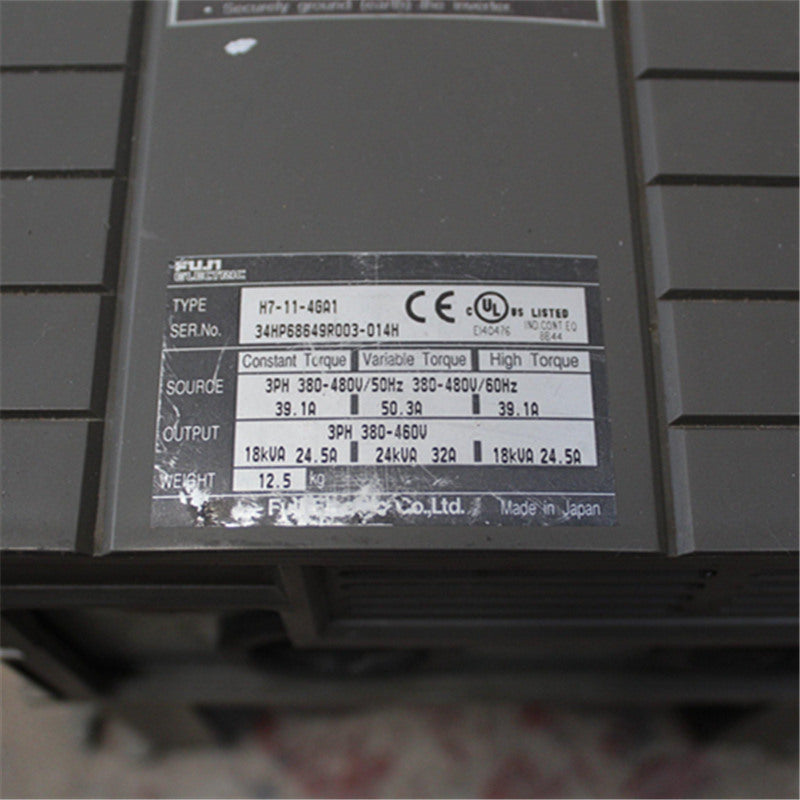 • Securely ground (earth) the inverter.
FUJI
ELECTRIC
TYPE H7-11-4GA1 CE c UL US LISTED
SER.No. 34HP68649R003-014H E140476 IND.CONT.EQ
8B44
Constant Torque Variable Torque High Torque
SOURCE 3PH 380-480V/50Hz 380-480V/60Hz
39.1A 50.3A 39.1A
OUTPUT 3PH 380-460V
18kVA 24.5A 24kVA 32A 18kVA 24.5A
WEIGHT 12.5 kg
Fuji Electric Co.,Ltd. Made in Japan